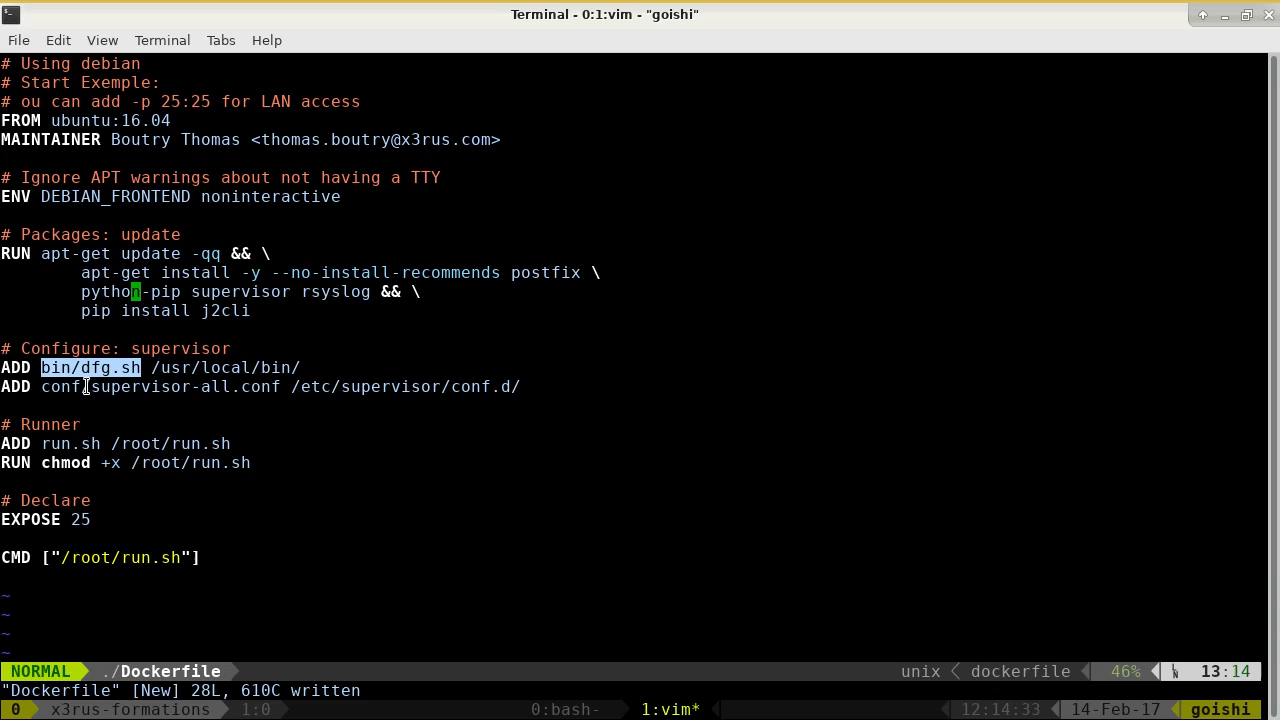 Terminal - 0:1:vim - "goishi"
File Edit View Terminal Tabs Help
# Using debian
# Start Exemple:
# ou can add -p 25:25 for LAN access
FROM ubuntu:16.04
MAINTAINER Boutry Thomas <thomas.boutry@x3rus.com>
# Ignore APT warnings about not having a TTY
ENV DEBIAN_FRONTEND noninteractive
# Packages: update
RUN apt-get update -qq && \
apt-get install -y --no-install-recommends postfix \
python-pip supervisor rsyslog && \
pip install j2cli
# Configure: supervisor
ADD bin/dfg.sh /usr/local/bin/
ADD conf/supervisor-all.conf /etc/supervisor/conf.d/
# Runner
ADD run.sh /root/run.sh
RUN chmod +x /root/run.sh
# Declare
EXPOSE 25
CMD ["/root/run.sh"]
~
~
~
~
NORMAL ./Dockerfile unix dockerfile 46% 13:14
"Dockerfile" [New] 28L, 610C written
0 x3rus-formations 1:0 0:bash- 1:vim* 12:14:33 14-Feb-17 goishi